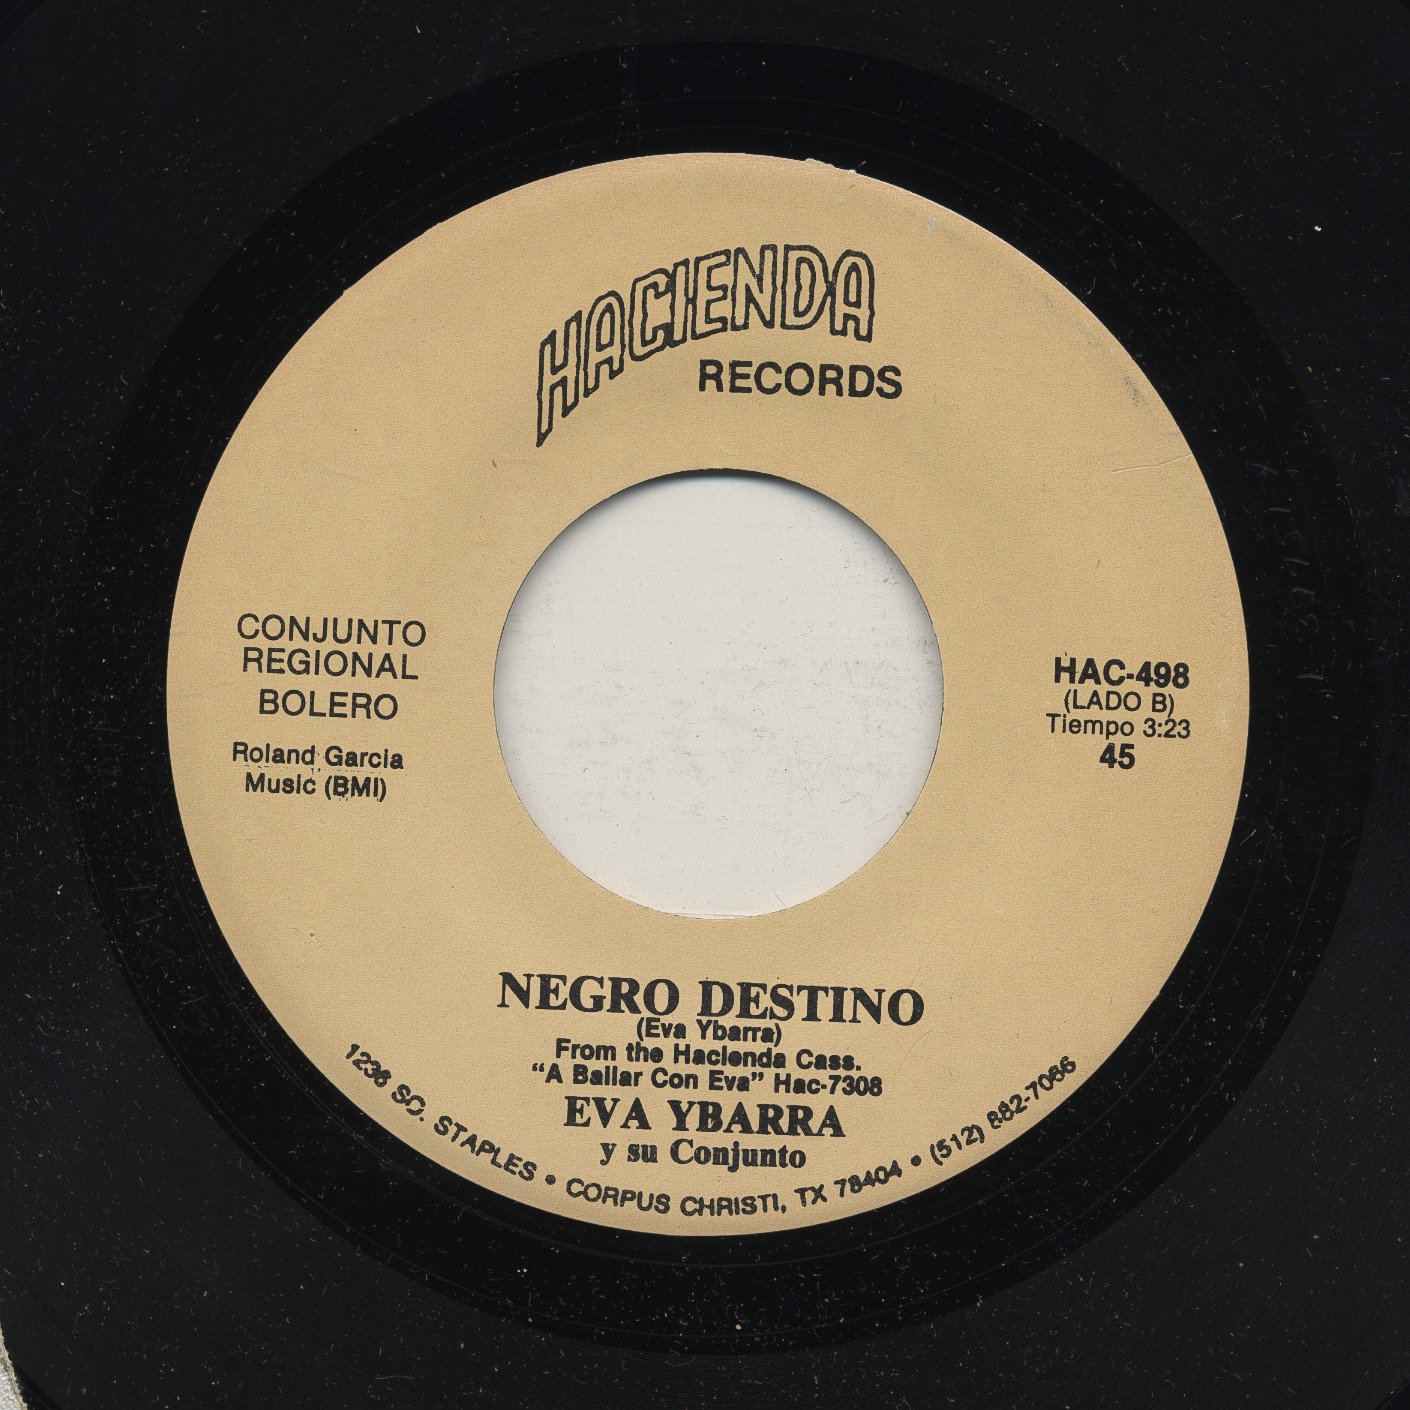 HACIENDA
RECORDS
CONJUNTO
REGIONAL
BOLERO
Roland Garcia
Music (BMI)
HAC-498
(LADO B)
Tiempo 3:23
45
NEGRO DESTINO
(Eva Ybarra)
From the Hacienda Cass.
“A Bailar Con Eva” Hac-7308
EVA YBARRA
y su Conjunto
1236 SO. STAPLES • CORPUS CHRISTI, TX 78404 • (512) 882-7066